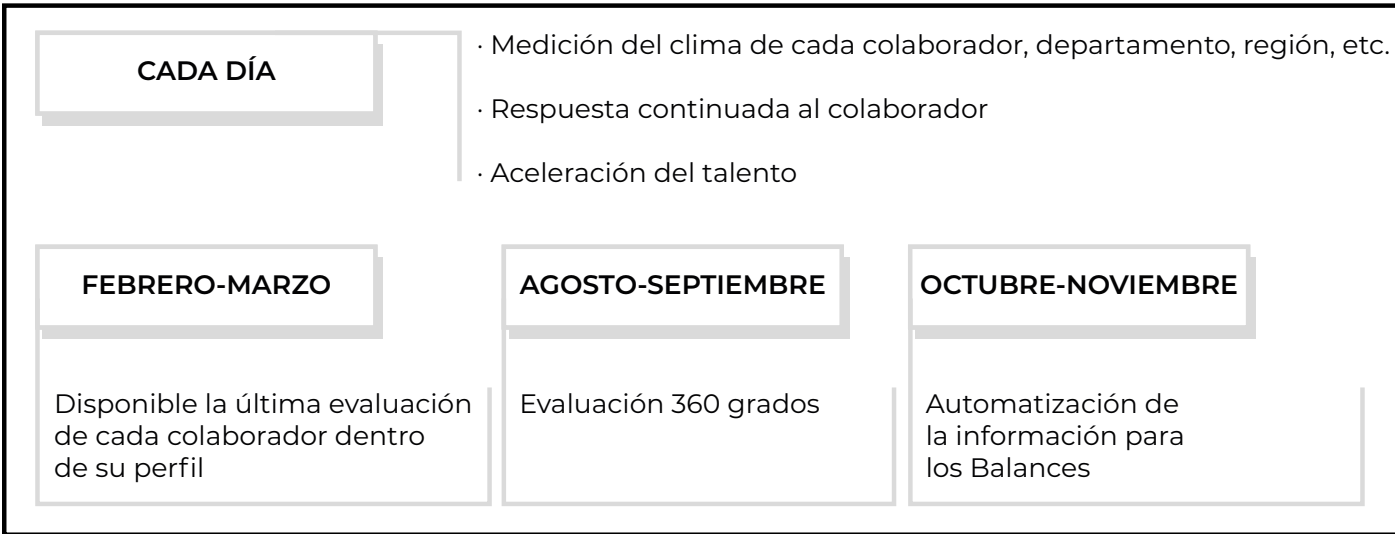 CADA DÍA
· Medición del clima de cada colaborador, departamento, región, etc.
· Respuesta continuada al colaborador
· Aceleración del talento
FEBRERO-MARZO
Disponible la última evaluación
de cada colaborador dentro
de su perfil
AGOSTO-SEPTIEMBRE
Evaluación 360 grados
OCTUBRE-NOVIEMBRE
Automatización de
la información para
los Balances